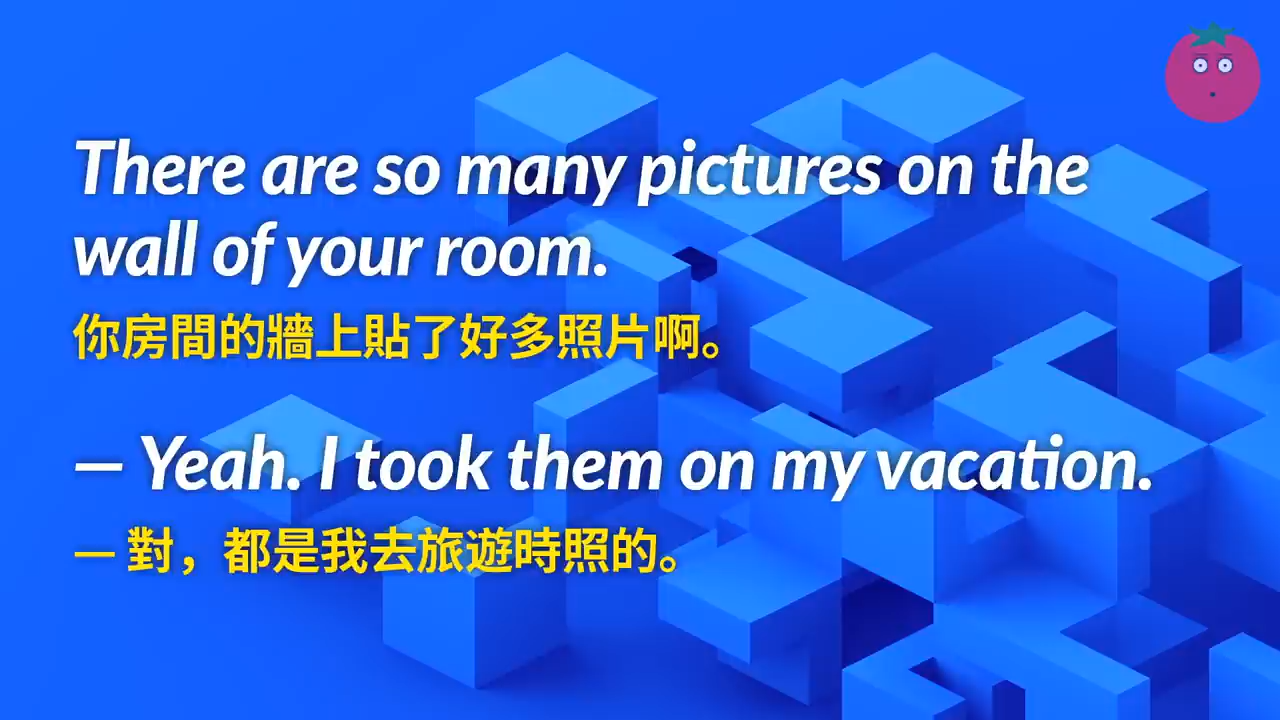 There are so many pictures on the
wall of your room.
你房間的牆上貼了好多照片啊。
— Yeah. I took them on my vacation.
— 對，都是我去旅遊時照的。